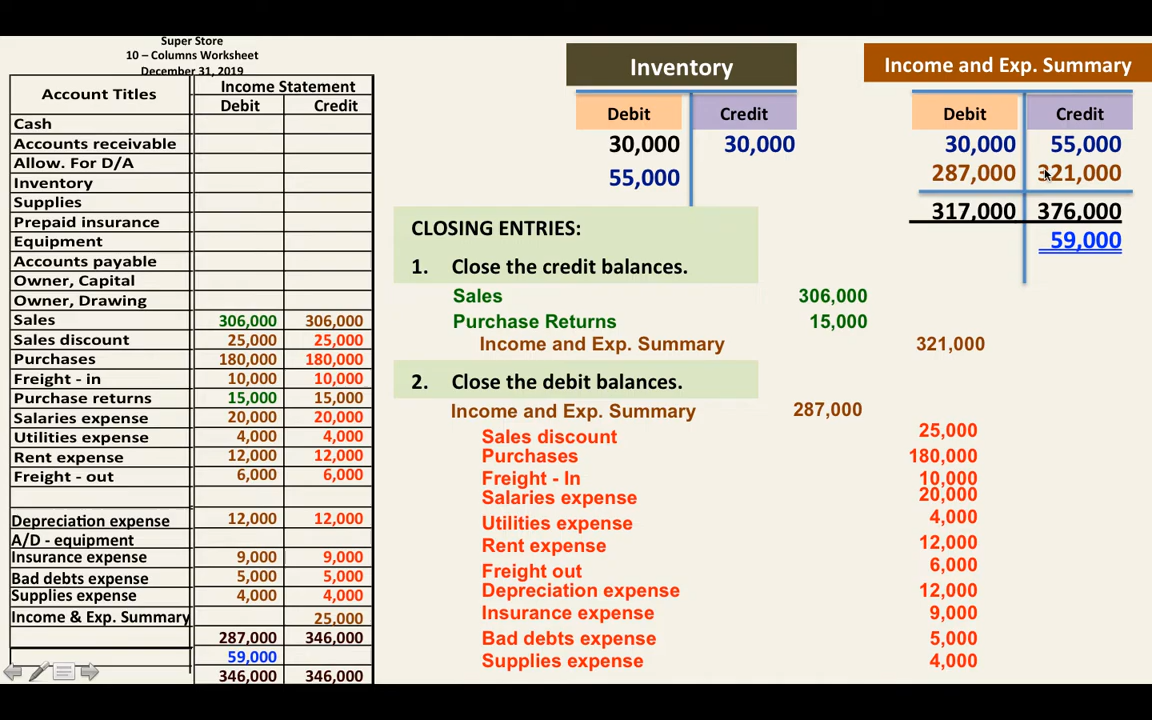 Super Store
10 – Columns Worksheet
December 31, 2019
Account Titles
Income Statement
Debit Credit
Cash
Accounts receivable
Allow. For D/A
Inventory
Supplies
Prepaid insurance
Equipment
Accounts payable
Owner, Capital
Owner, Drawing
Sales 306,000 306,000
Sales discount 25,000 25,000
Purchases 180,000 180,000
Freight - in 10,000 10,000
Purchase returns 15,000 15,000
Salaries expense 20,000 20,000
Utilities expense 4,000 4,000
Rent expense 12,000 12,000
Freight - out 6,000 6,000
Depreciation expense 12,000 12,000
A/D - equipment
Insurance expense 9,000 9,000
Bad debts expense 5,000 5,000
Supplies expense 4,000 4,000
Income & Exp. Summary 25,000
287,000 346,000
59,000
346,000 346,000
Inventory
Debit Credit
30,000 30,000
55,000
Income and Exp. Summary
Debit Credit
30,000 55,000
287,000 321,000
317,000 376,000
59,000
CLOSING ENTRIES:
1. Close the credit balances.
Sales 306,000
Purchase Returns 15,000
Income and Exp. Summary 321,000
2. Close the debit balances.
Income and Exp. Summary 287,000
Sales discount 25,000
Purchases 180,000
Freight - In 10,000
Salaries expense 20,000
Utilities expense 4,000
Rent expense 12,000
Freight out 6,000
Depreciation expense 12,000
Insurance expense 9,000
Bad debts expense 5,000
Supplies expense 4,000